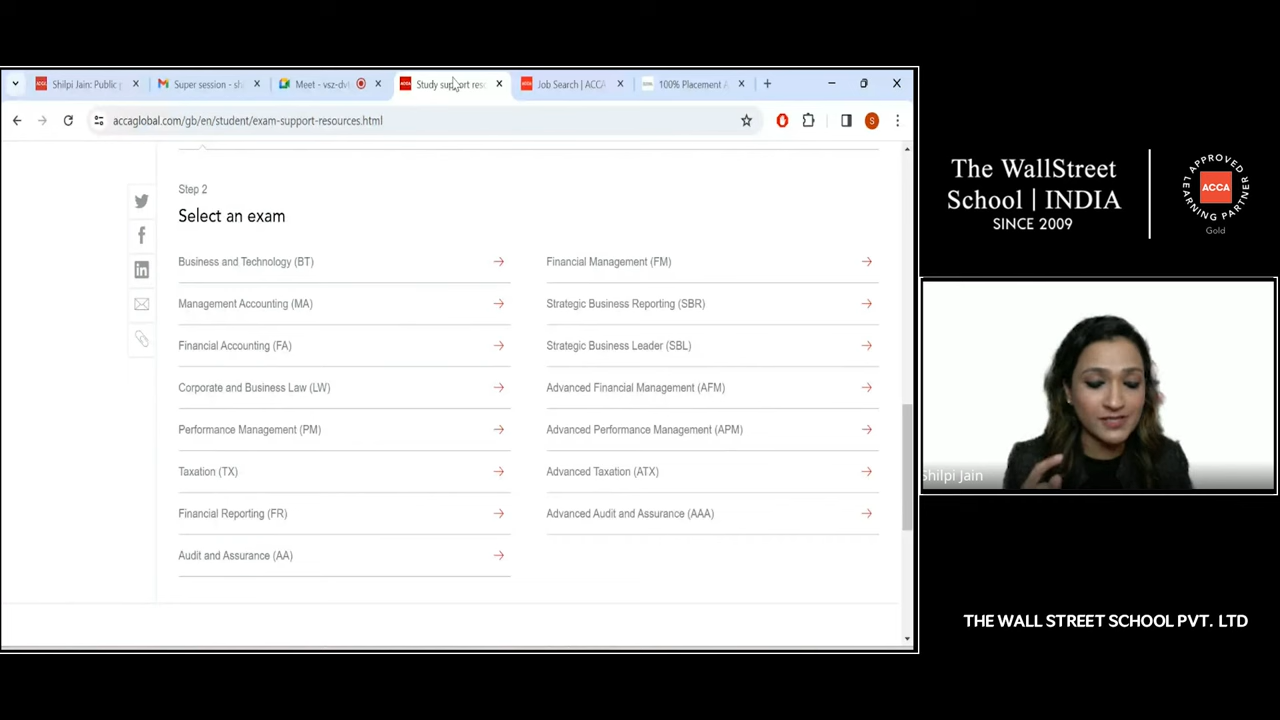 Shilpi Jain: Public
Super session - sh
Meet - vsz-dv
Study support res
Job Search | ACCA
100% Placement A
accaglobal.com/gb/en/student/exam-support-resources.html
S
Step 2
Select an exam
Business and Technology (BT)
Management Accounting (MA)
Financial Accounting (FA)
Corporate and Business Law (LW)
Performance Management (PM)
Taxation (TX)
Financial Reporting (FR)
Audit and Assurance (AA)
Financial Management (FM)
Strategic Business Reporting (SBR)
Strategic Business Leader (SBL)
Advanced Financial Management (AFM)
Advanced Performance Management (APM)
Advanced Taxation (ATX)
Advanced Audit and Assurance (AAA)
The WallStreet
School | INDIA
SINCE 2009
APPROVED
ACCA
LEARNING PARTNER
Gold
Shilpi Jain
THE WALL STREET SCHOOL PVT. LTD